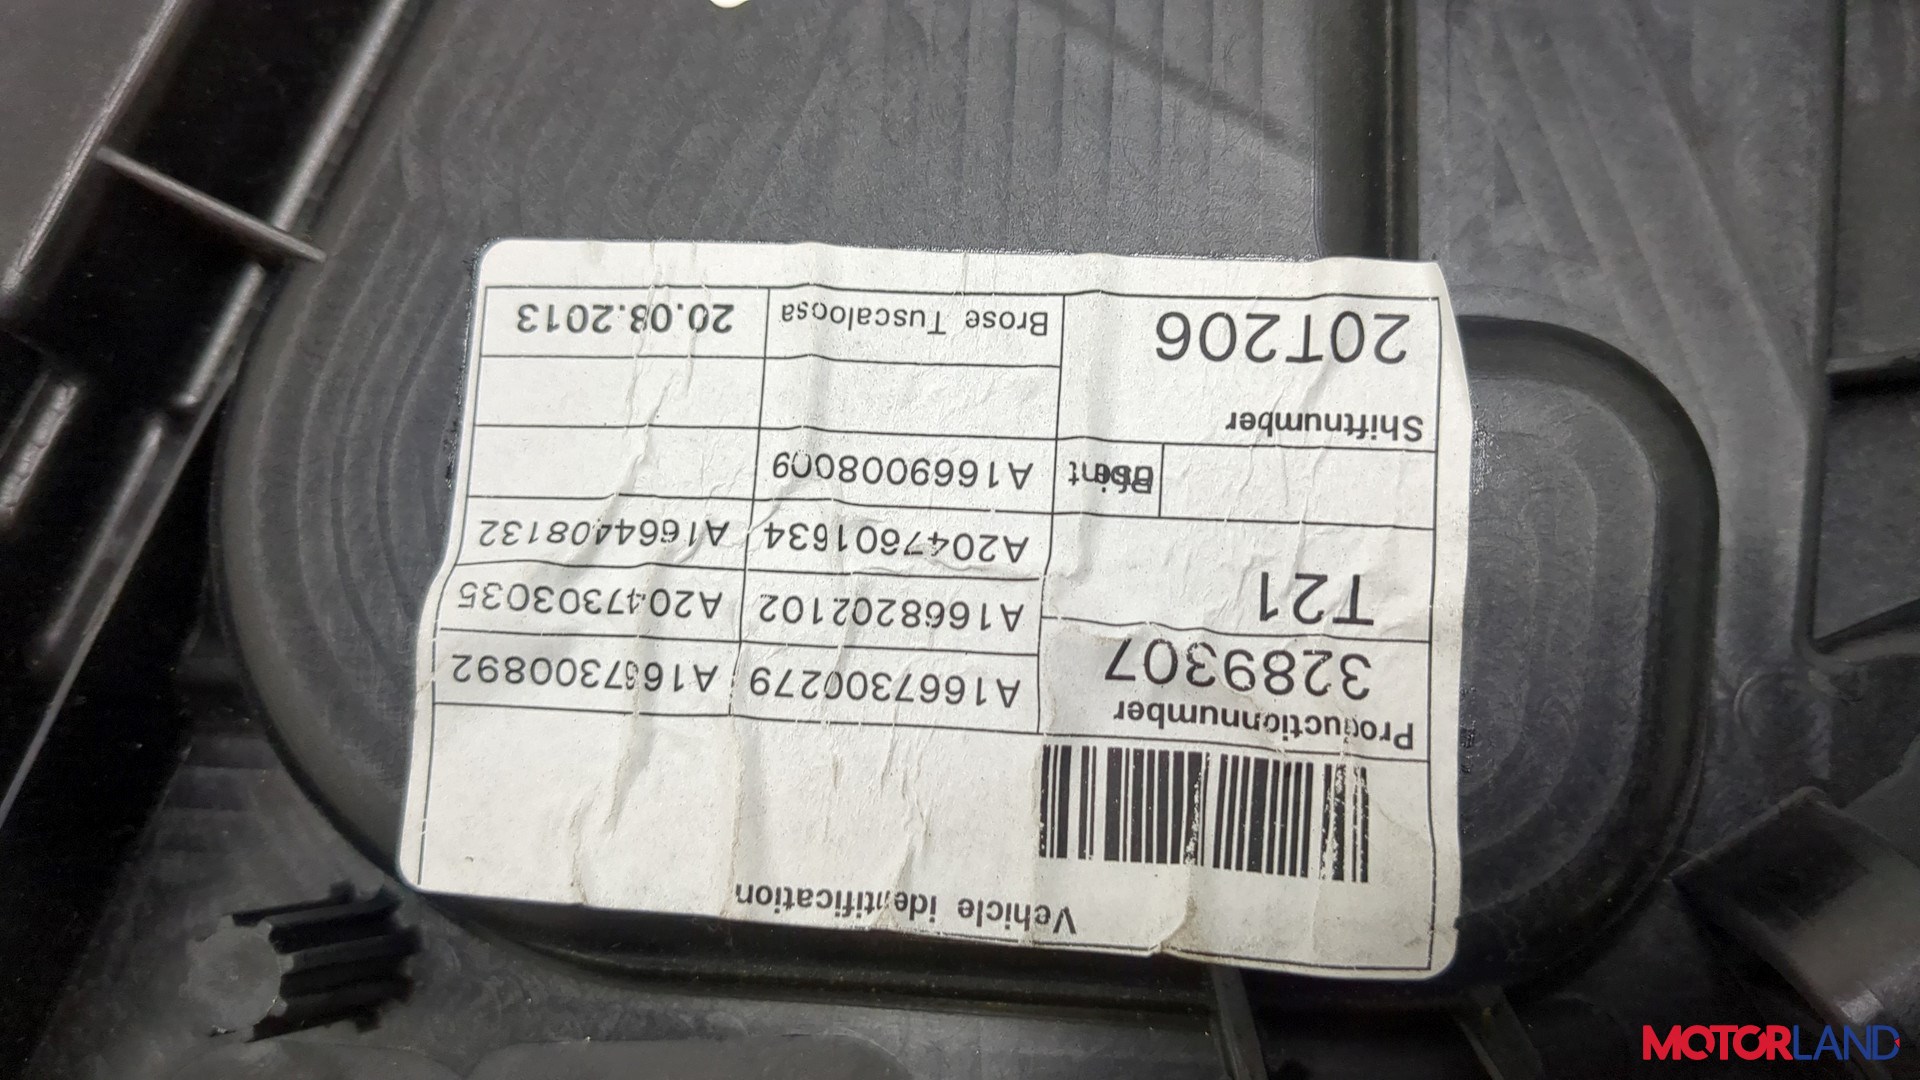 Vehicle identification
Productionnumber
3289307
A1667300279 A1667300892
T21
A1668202102 A2047303035
A2047601634 A1664408132
A1669008009
Shiftnumber
20T206
Brose Tuscaloosa 20.08.2013
MOTORLAND